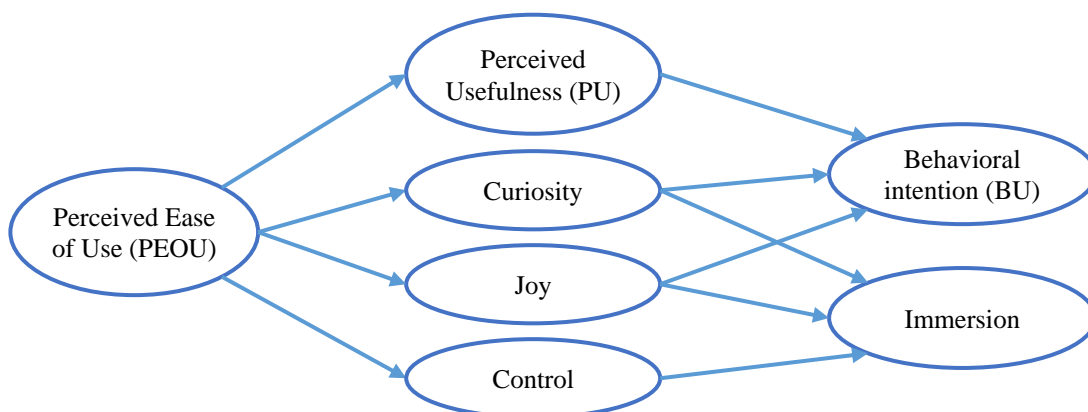 Perceived
Usefulness (PU)
Curiosity
Behavioral
intention (BU)
Perceived Ease
of Use (PEOU)
Joy
Immersion
Control